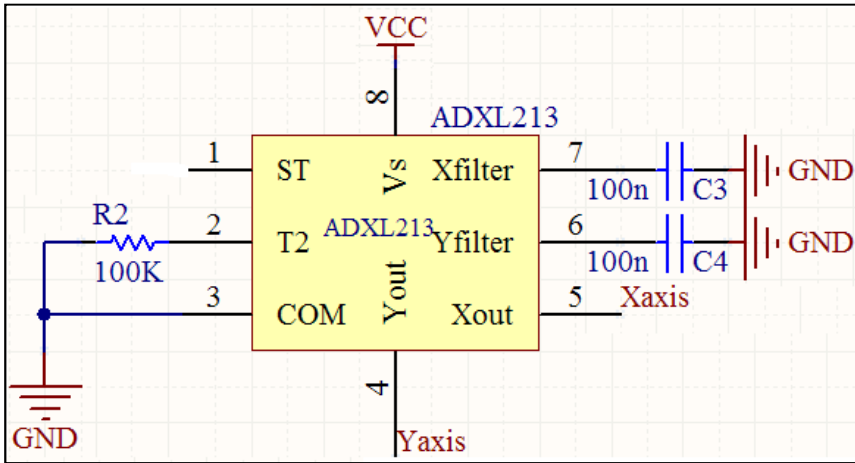 VCC
8
ADXL213
1
ST
Vs
Xfilter
7
100n
C3
GND
R2
100K
2
T2
ADXL213
Yfilter
6
100n
C4
GND
3
COM
Yout
Xout
5
Xaxis
4
GND
Yaxis